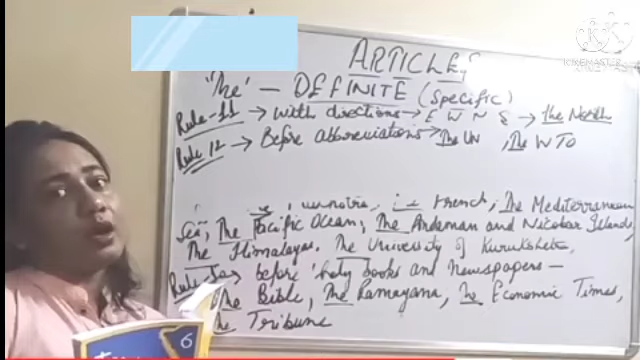 ARTICLES
'The' - DEFINITE (Specific)
Rule-11 → with directions → E W N S → the North
Rule 12 → Before abbreviations → The UN, The WTO
French, The Mediterranean
Sea, The Pacific Ocean, The Andaman and Nicobar Islands,
The Himalayas, The University of Kurukshetra,
before holy books and Newspapers -
The Bible, The Ramayana, The Economic Times,
The Tribune
KINEMASTER
6